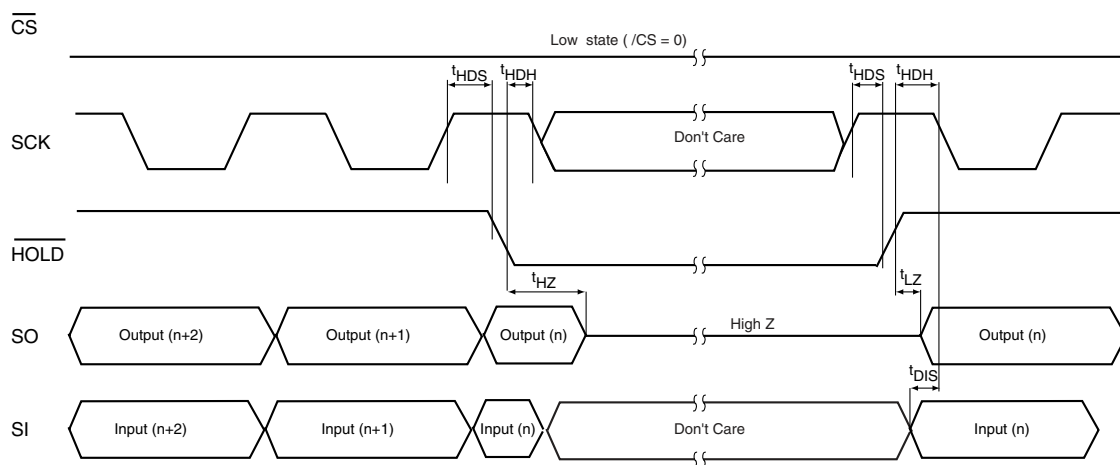 CS
Low state ( /CS = 0)
tHDS tHDH tHDS tHDH
SCK
Don't Care
HOLD
tHZ tLZ
SO
Output (n+2) Output (n+1) Output (n) High Z Output (n)
tDIS
SI
Input (n+2) Input (n+1) Input (n) Don't Care Input (n)